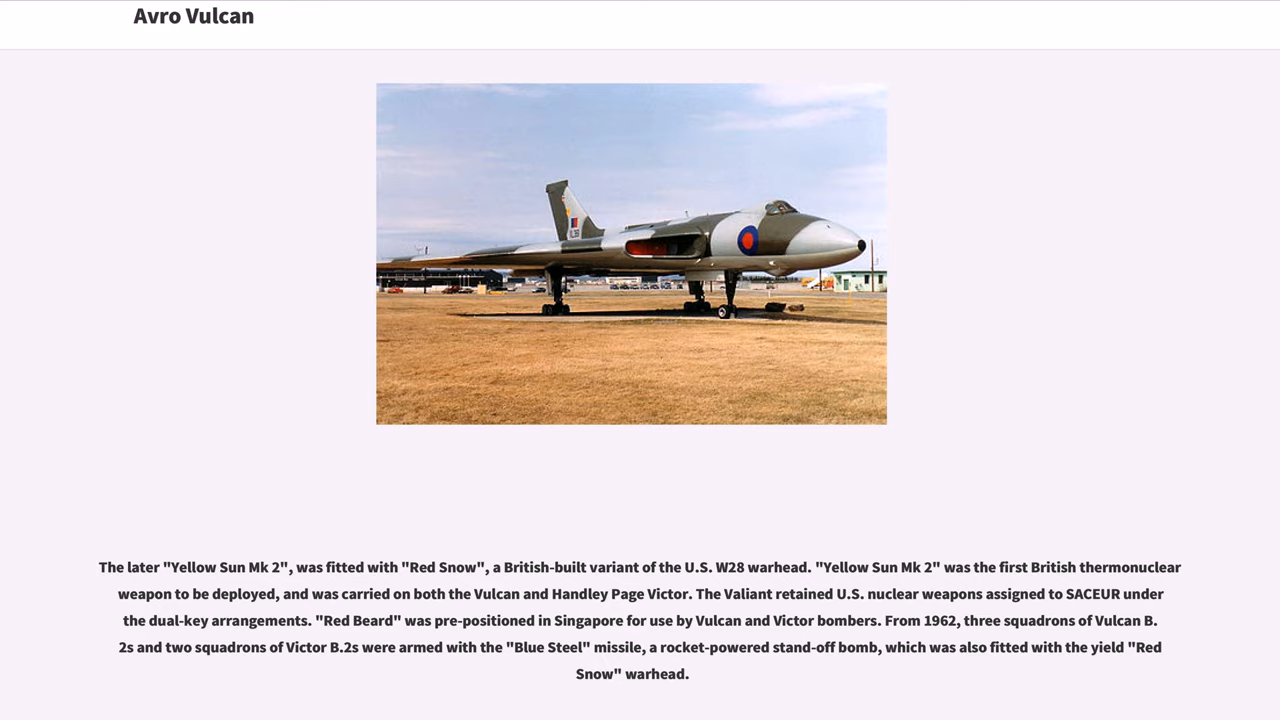 Avro Vulcan
The later "Yellow Sun Mk 2", was fitted with "Red Snow", a British-built variant of the U.S. W28 warhead. "Yellow Sun Mk 2" was the first British thermonuclear
weapon to be deployed, and was carried on both the Vulcan and Handley Page Victor. The Valiant retained U.S. nuclear weapons assigned to SACEUR under
the dual-key arrangements. "Red Beard" was pre-positioned in Singapore for use by Vulcan and Victor bombers. From 1962, three squadrons of Vulcan B.
2s and two squadrons of Victor B.2s were armed with the "Blue Steel" missile, a rocket-powered stand-off bomb, which was also fitted with the yield "Red
Snow" warhead.